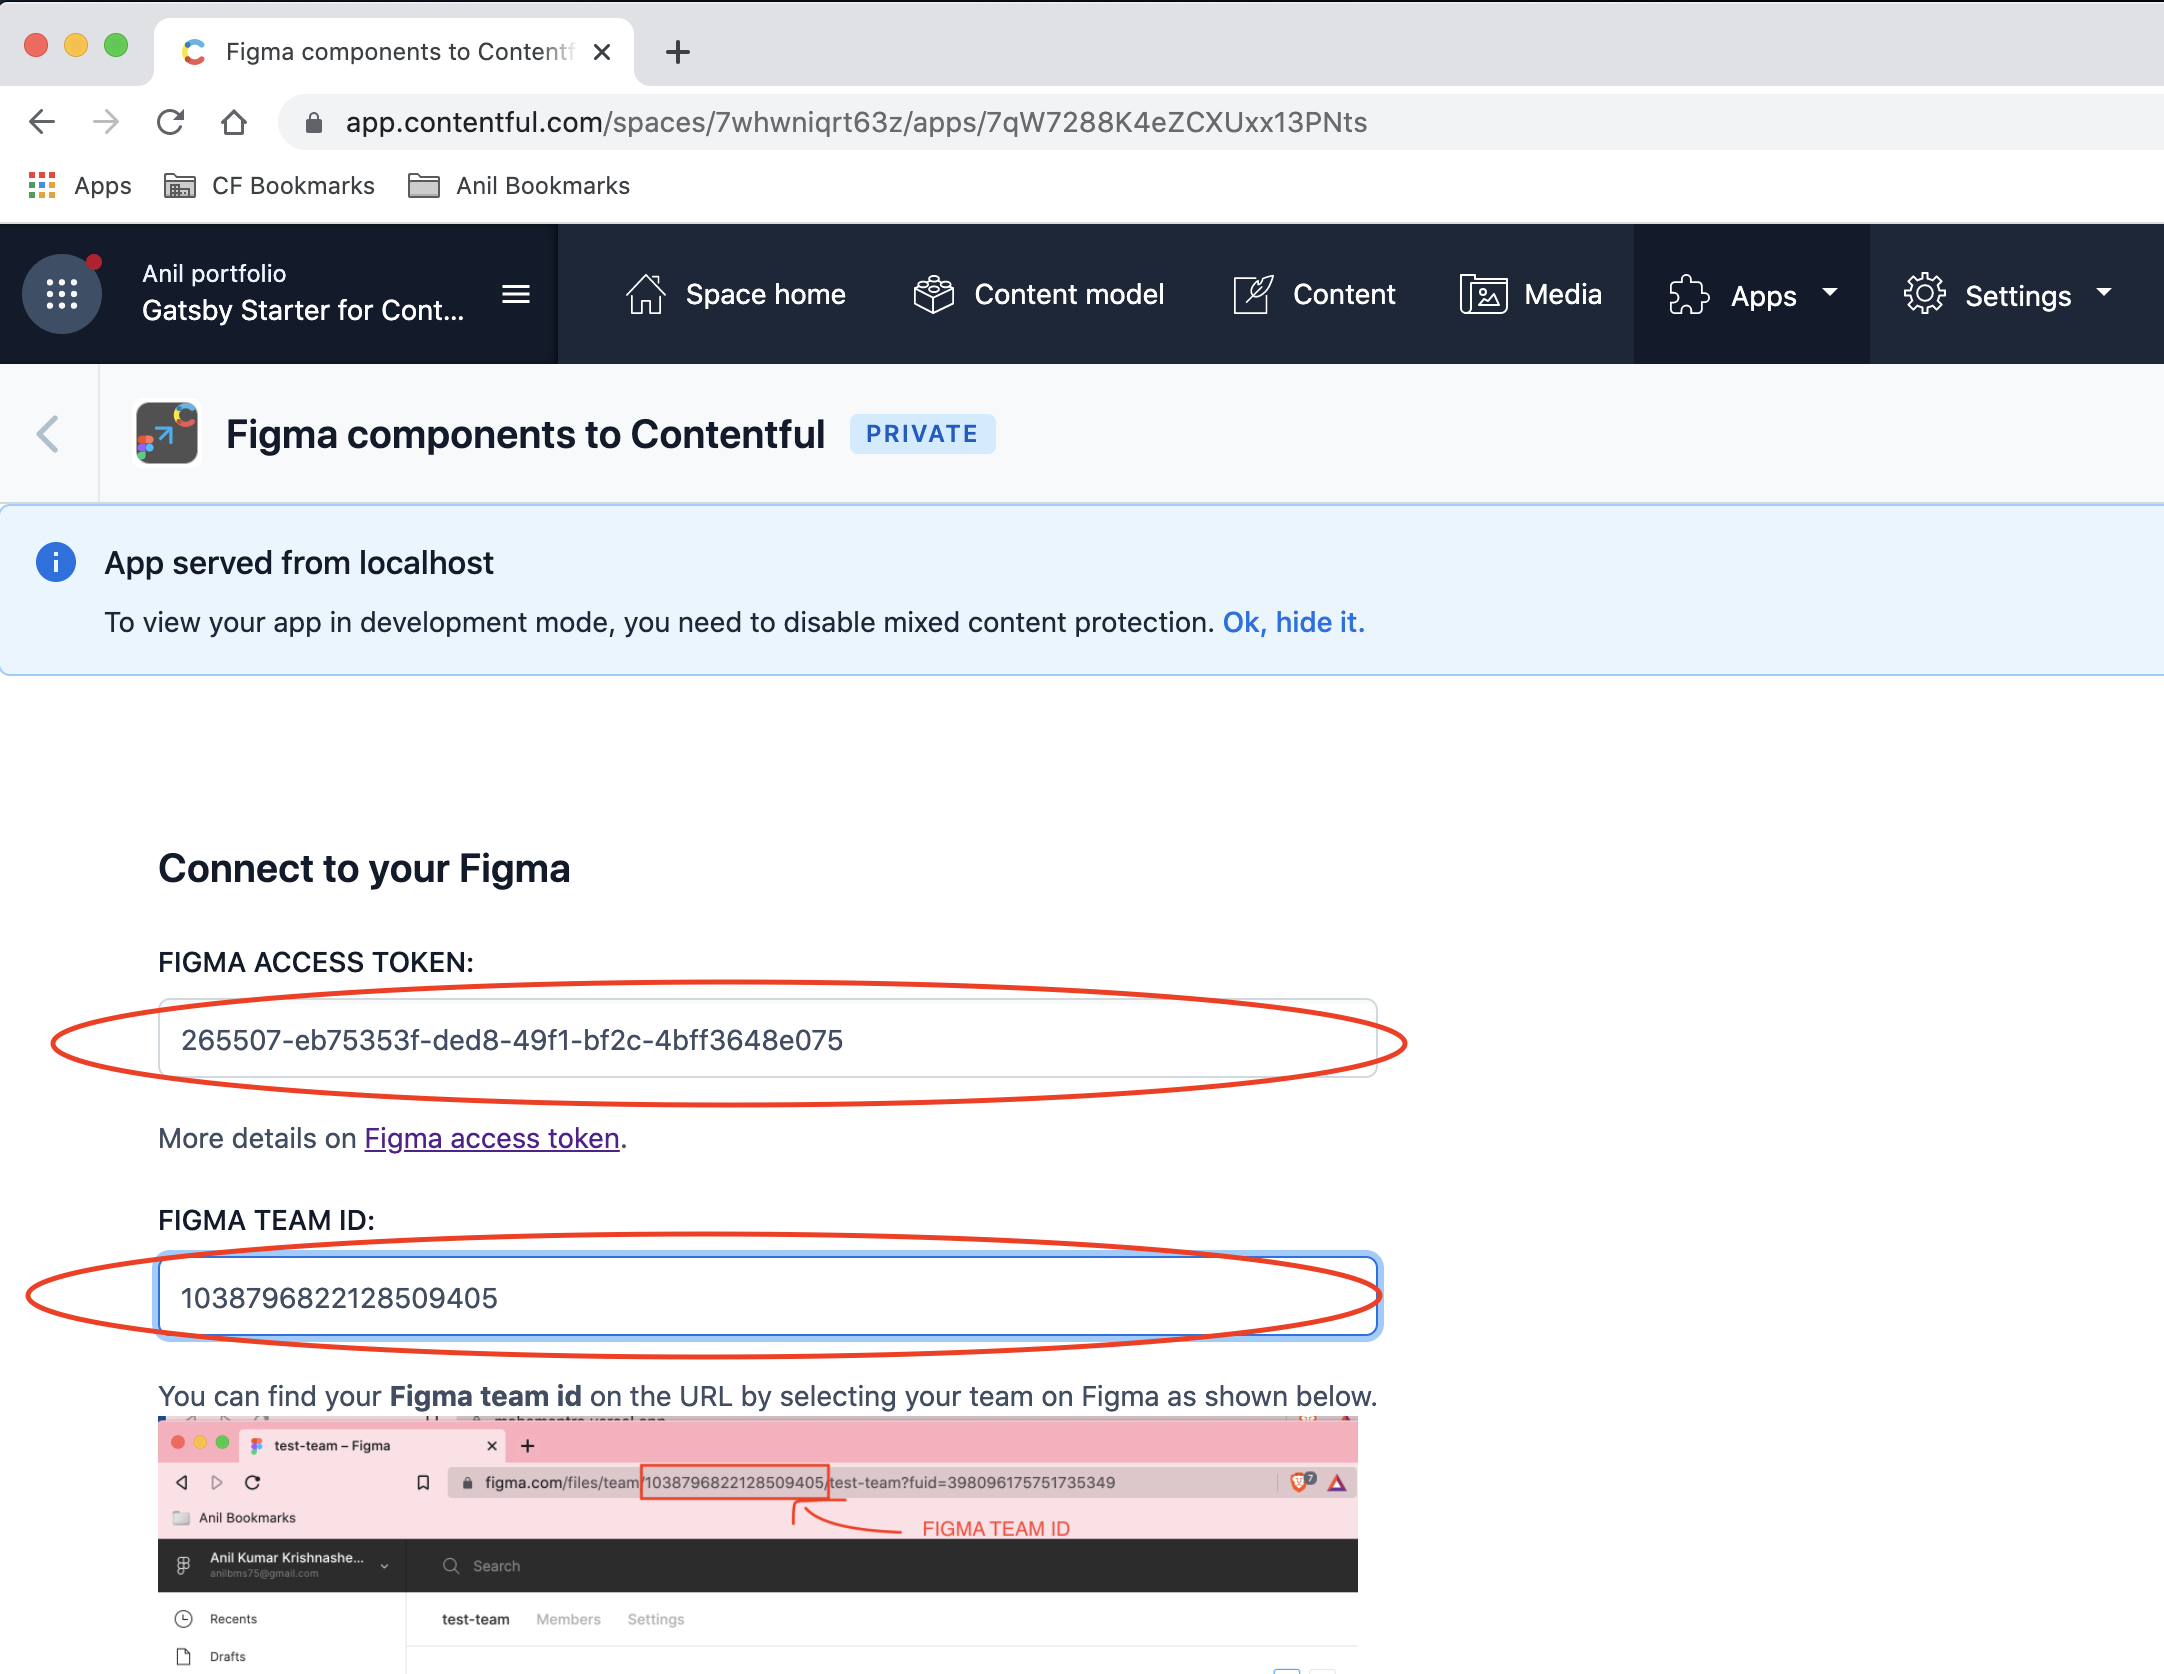 Figma components to Contentf
app.contentful.com/spaces/7whwniqrt63z/apps/7qW7288K4eZCXUxx13PNts
Apps CF Bookmarks Anil Bookmarks
Anil portfolio
Gatsby Starter for Cont...
Space home Content model Content Media Apps Settings
Figma components to Contentful PRIVATE
App served from localhost
To view your app in development mode, you need to disable mixed content protection. Ok, hide it.
Connect to your Figma
FIGMA ACCESS TOKEN:
265507-eb75353f-ded8-49f1-bf2c-4bff3648e075
More details on Figma access token.
FIGMA TEAM ID:
1038796822128509405
You can find your Figma team id on the URL by selecting your team on Figma as shown below.
test-team – Figma
figma.com/files/team/1038796822128509405/test-team?fuid=398096175751735349
7
Anil Bookmarks
FIGMA TEAM ID
Anil Kumar Krishnashe...
anilbms75@gmail.com
Search
Recents
test-team Members Settings
Drafts